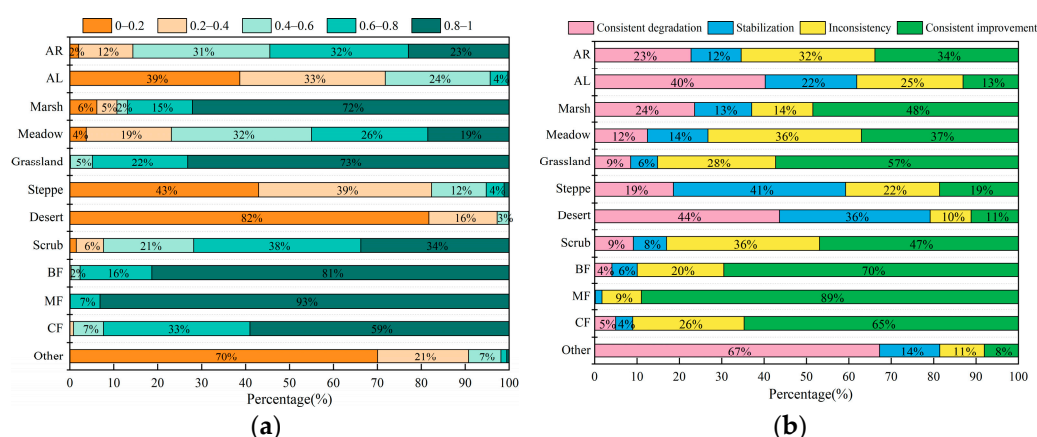 0–0.2 0.2–0.4 0.4–0.6 0.6–0.8 0.8–1
AR 2% 12% 31% 32% 23%
AL 39% 33% 24% 4%
Marsh 6% 5% 2% 15% 72%
Meadow 4% 19% 32% 26% 19%
Grassland 5% 22% 73%
Steppe 43% 39% 12% 4%
Desert 82% 16% 3%
Scrub 6% 21% 38% 34%
BF 2% 16% 81%
MF 7% 93%
CF 7% 33% 59%
Other 70% 21% 7%
0 10 20 30 40 50 60 70 80 90 100
Percentage(%)
(a)
Consistent degradation Stabilization Inconsistency Consistent improvement
AR 23% 12% 32% 34%
AL 40% 22% 25% 13%
Marsh 24% 13% 14% 48%
Meadow 12% 14% 36% 37%
Grassland 9% 6% 28% 57%
Steppe 19% 41% 22% 19%
Desert 44% 36% 10% 11%
Scrub 9% 8% 36% 47%
BF 4% 6% 20% 70%
MF 9% 89%
CF 5% 4% 26% 65%
Other 67% 14% 11% 8%
0 10 20 30 40 50 60 70 80 90 100
Percentage(%)
(b)